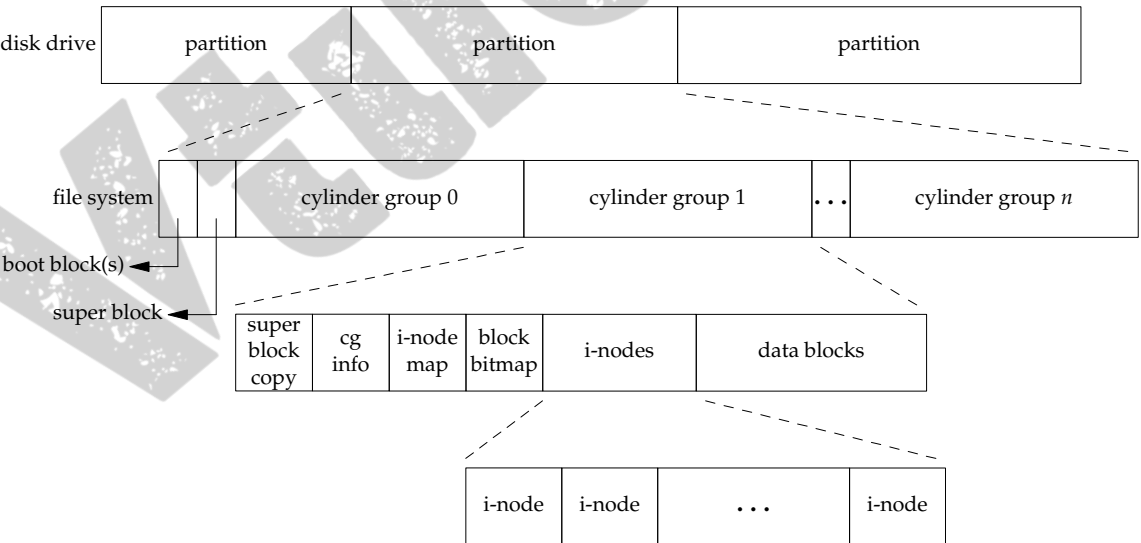 disk drive
partition
partition
partition
file system
cylinder group 0
cylinder group 1
...
cylinder group n
boot block(s)
super block
super
block
copy
cg
info
i-node
map
block
bitmap
i-nodes
data blocks
i-node
i-node
...
i-node